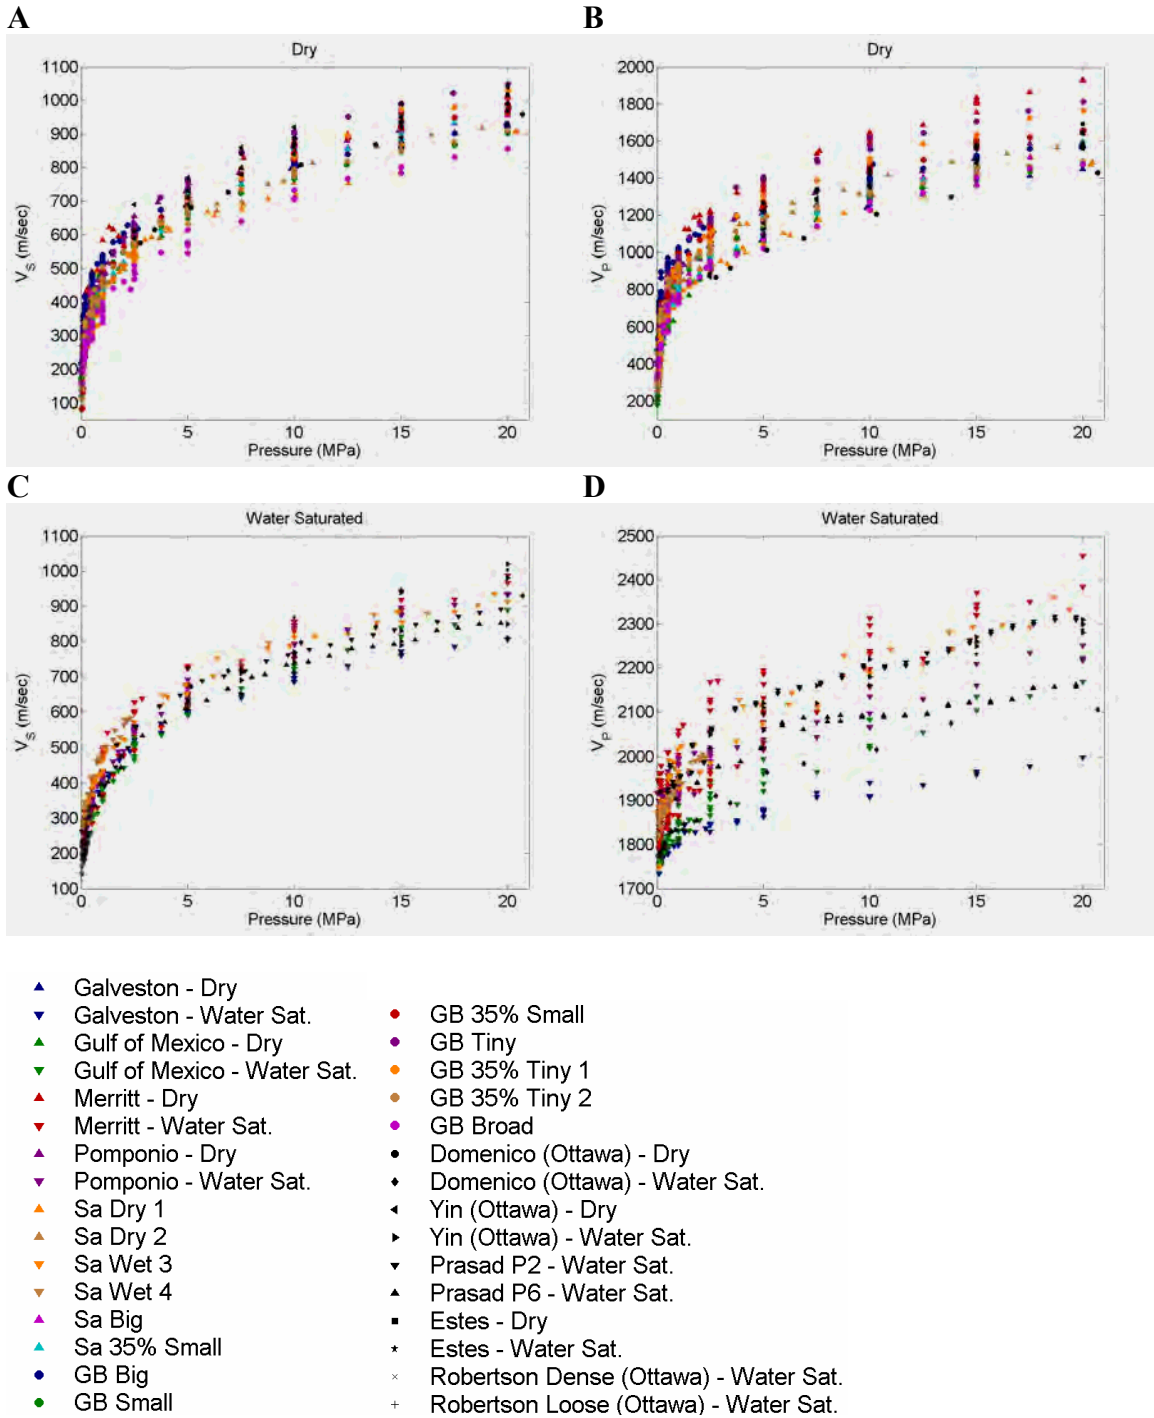 A
B
Dry
Dry
1100
1000
900
800
700
600
500
400
300
200
100
V_S (m/sec)
0 5 10 15 20
Pressure (MPa)
2000
1800
1600
1400
1200
1000
800
600
400
200
V_P (m/sec)
0 5 10 15 20
Pressure (MPa)
C
D
Water Saturated
Water Saturated
1100
1000
900
800
700
600
500
400
300
200
100
V_S (m/sec)
0 5 10 15 20
Pressure (MPa)
2500
2400
2300
2200
2100
2000
1900
1800
1700
V_P (m/sec)
0 5 10 15 20
Pressure (MPa)
Galveston - Dry
Galveston - Water Sat.
Gulf of Mexico - Dry
Gulf of Mexico - Water Sat.
Merritt - Dry
Merritt - Water Sat.
Pomponio - Dry
Pomponio - Water Sat.
Sa Dry 1
Sa Dry 2
Sa Wet 3
Sa Wet 4
Sa Big
Sa 35% Small
GB Big
GB Small
GB 35% Small
GB Tiny
GB 35% Tiny 1
GB 35% Tiny 2
GB Broad
Domenico (Ottawa) - Dry
Domenico (Ottawa) - Water Sat.
Yin (Ottawa) - Dry
Yin (Ottawa) - Water Sat.
Prasad P2 - Water Sat.
Prasad P6 - Water Sat.
Estes - Dry
Estes - Water Sat.
Robertson Dense (Ottawa) - Water Sat.
Robertson Loose (Ottawa) - Water Sat.